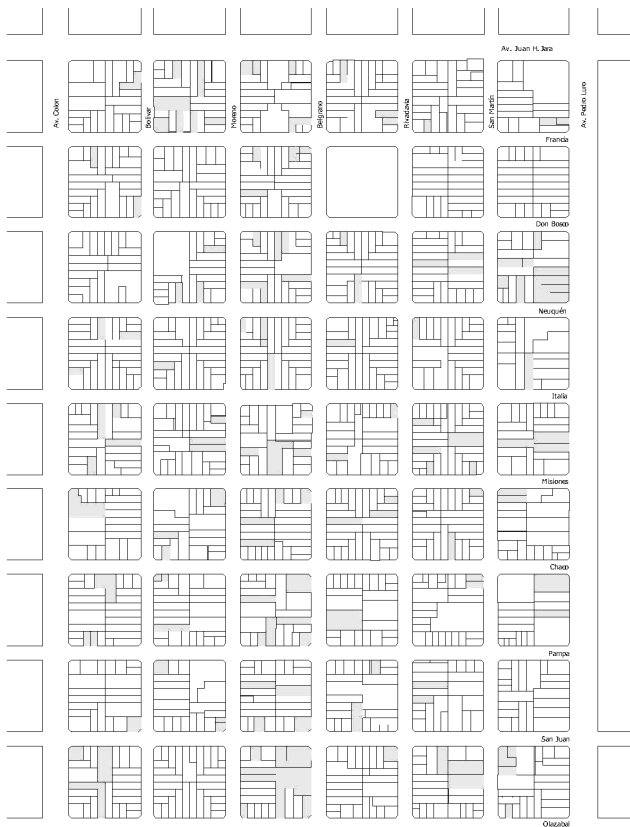 Av. Juan H. Jara
Av. Colon
Bolivar
Moreno
Belgrano
Rivadavia
San Martín
Av. Pedro Luro
Francia
Don Bosco
Neuquén
Italia
Misiones
Chaco
Pampa
San Juan
Olazabal